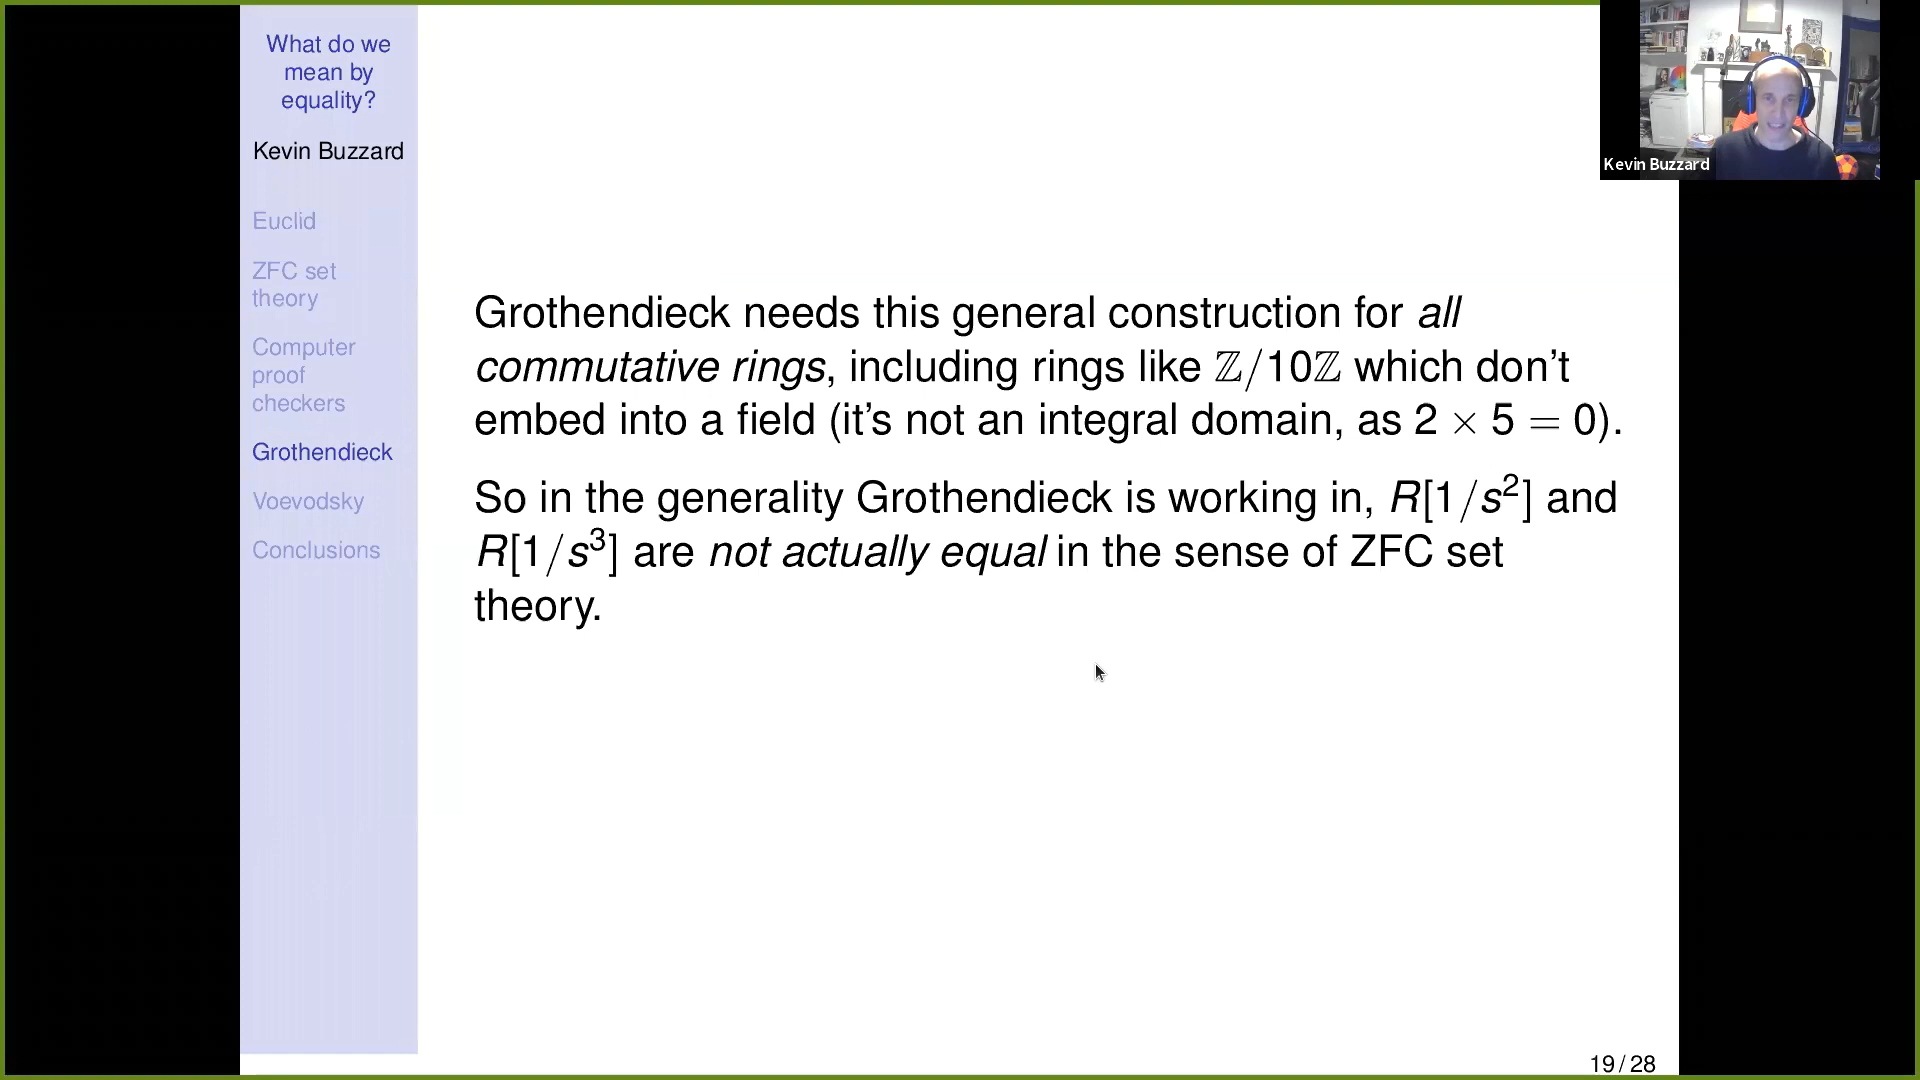 What do we
mean by
equality?
Kevin Buzzard
Euclid
ZFC set
theory
Computer
proof
checkers
Grothendieck
Voevodsky
Conclusions
Grothendieck needs this general construction for all
commutative rings, including rings like ℤ/10ℤ which don't
embed into a field (it's not an integral domain, as 2 × 5 = 0).
So in the generality Grothendieck is working in, R[1/s²] and
R[1/s³] are not actually equal in the sense of ZFC set
theory.
19/28
Kevin Buzzard